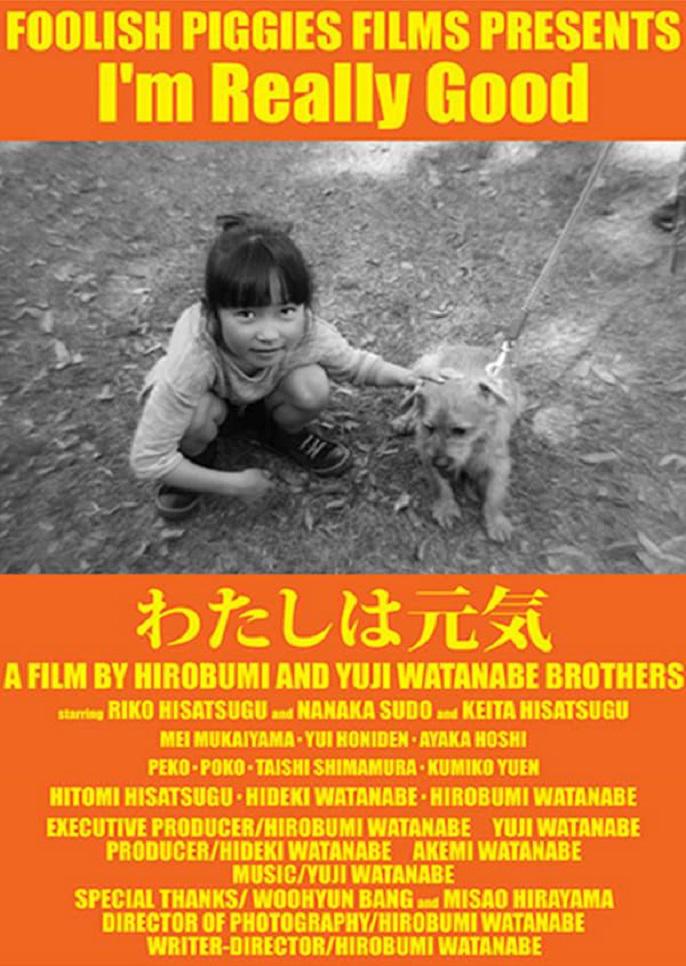 FOOLISH PIGGIES FILMS PRESENTS
I'm Really Good
わたしは元気
A FILM BY HIROBUMI AND YUJI WATANABE BROTHERS
starring RIKO HISATSUGU and NANAKA SUDO and KEITA HISATSUGU
MEI MUKAIYAMA・YUI HONIDEN・AYAKA HOSHI
PEKO・POKO・TAISHI SHIMAMURA・KUMIKO YUEN
HITOMI HISATSUGU・HIDEKI WATANABE・HIROBUMI WATANABE
EXECUTIVE PRODUCER/HIROBUMI WATANABE YUJI WATANABE
PRODUCER/HIDEKI WATANABE AKEMI WATANABE
MUSIC/YUJI WATANABE
SPECIAL THANKS/ WOOHYUN BANG and MISAO HIRAYAMA
DIRECTOR OF PHOTOGRAPHY/HIROBUMI WATANABE
WRITER-DIRECTOR/HIROBUMI WATANABE